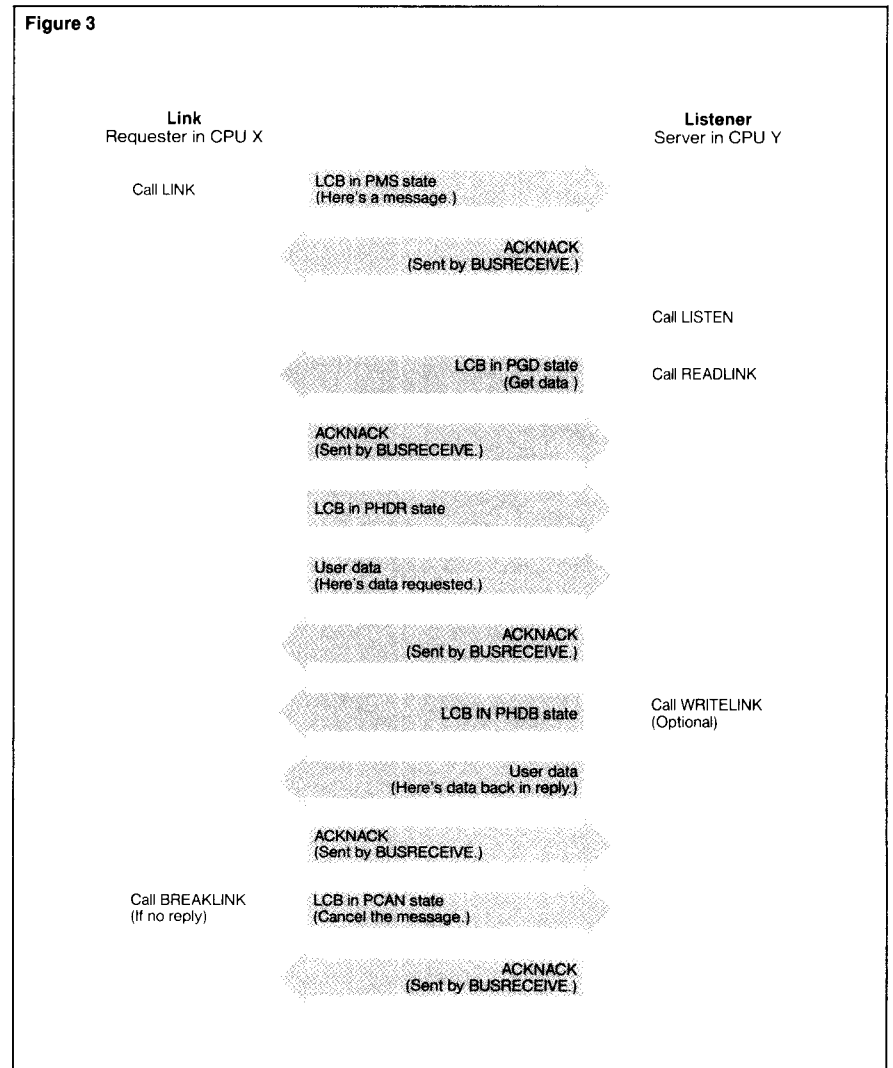 Figure 3
Link
Requester in CPU X
Listener
Server in CPU Y
Call LINK
LCB in PMS state
(Here's a message.)
ACKNACK
(Sent by BUSRECEIVE.)
Call LISTEN
LCB in PGD state
(Get data )
Call READLINK
ACKNACK
(Sent by BUSRECEIVE.)
LCB in PHDR state
User data
(Here's data requested.)
ACKNACK
(Sent by BUSRECEIVE.)
LCB IN PHDB state
Call WRITELINK
(Optional)
User data
(Here's data back in reply.)
ACKNACK
(Sent by BUSRECEIVE.)
Call BREAKLINK
(If no reply)
LCB in PCAN state
(Cancel the message.)
ACKNACK
(Sent by BUSRECEIVE.)